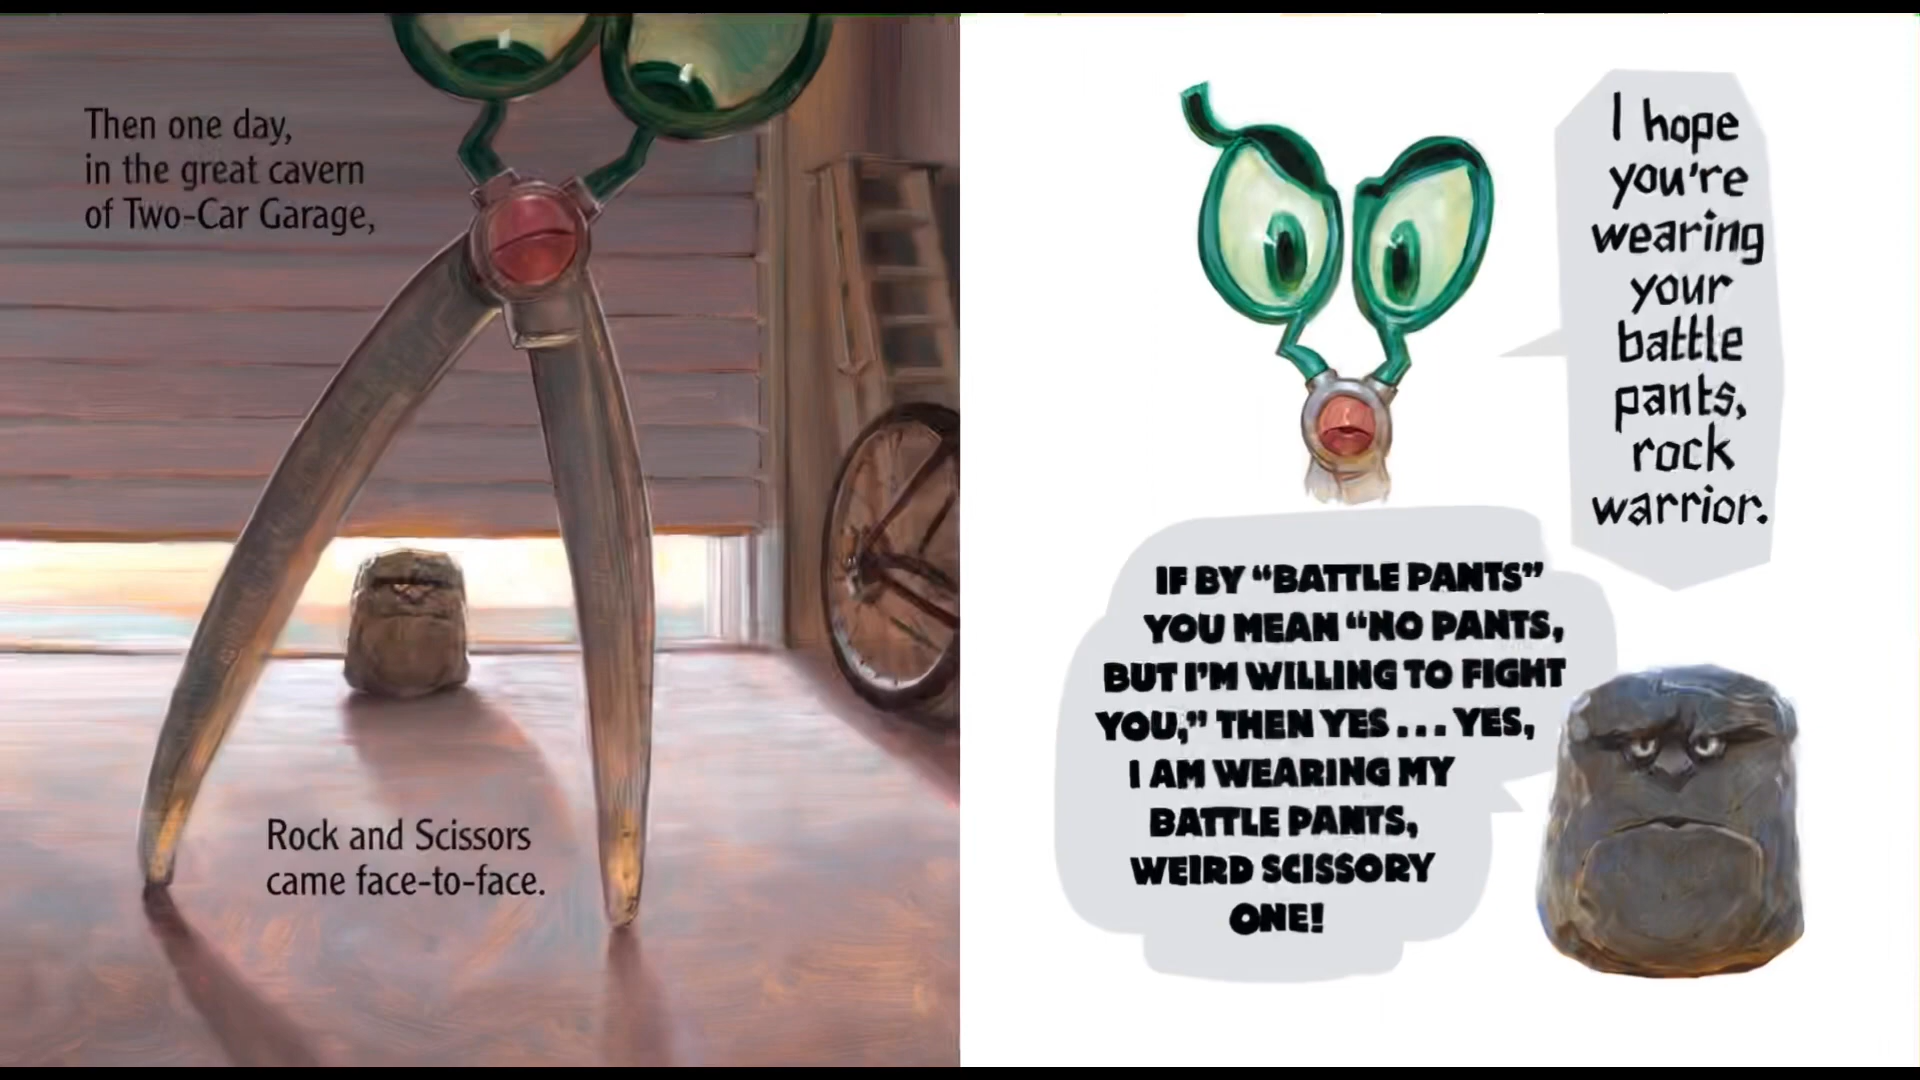 Then one day,
in the great cavern
of Two-Car Garage,
Rock and Scissors
came face-to-face.
I hope
you're
wearing
your
battle
pants,
rock
warrior.
IF BY “BATTLE PANTS”
YOU MEAN “NO PANTS,
BUT I'M WILLING TO FIGHT
YOU,” THEN YES . . . YES,
I AM WEARING MY
BATTLE PANTS,
WEIRD SCISSORY
ONE!